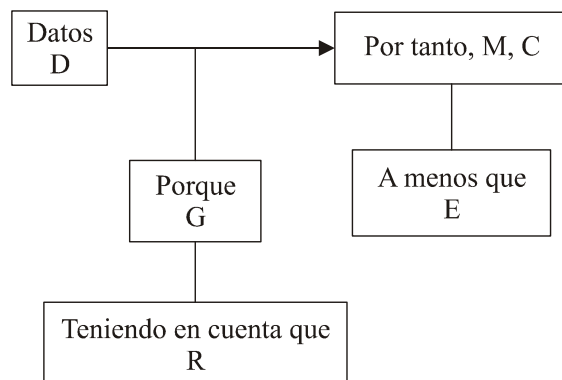 Datos
D
Por tanto, M, C
Porque
G
A menos que
E
Teniendo en cuenta que
R